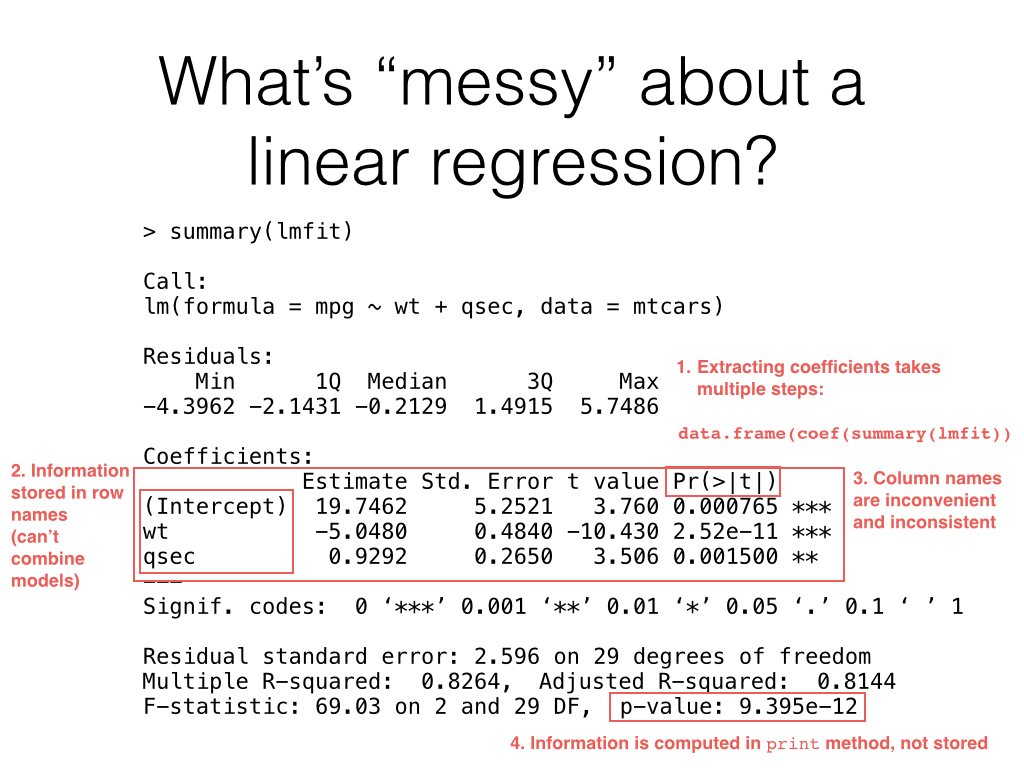 What’s “messy” about a
linear regression?
> summary(lmfit)
Call:
lm(formula = mpg ~ wt + qsec, data = mtcars)
Residuals:
    Min      1Q  Median      3Q     Max
-4.3962 -2.1431 -0.2129  1.4915  5.7486
1. Extracting coefficients takes
multiple steps:
data.frame(coef(summary(lmfit))
Coefficients:
            Estimate Std. Error t value Pr(>|t|)
(Intercept)  19.7462     5.2521   3.760 0.000765 ***
wt           -5.0480     0.4840 -10.430 2.52e-11 ***
qsec          0.9292     0.2650   3.506 0.001500 **
---
2. Information
stored in row
names
(can’t
combine
models)
3. Column names
are inconvenient
and inconsistent
Signif. codes:  0 ‘***’ 0.001 ‘**’ 0.01 ‘*’ 0.05 ‘.’ 0.1 ‘ ’ 1
Residual standard error: 2.596 on 29 degrees of freedom
Multiple R-squared:  0.8264,  Adjusted R-squared:  0.8144
F-statistic: 69.03 on 2 and 29 DF,  p-value: 9.395e-12
4. Information is computed in print method, not stored